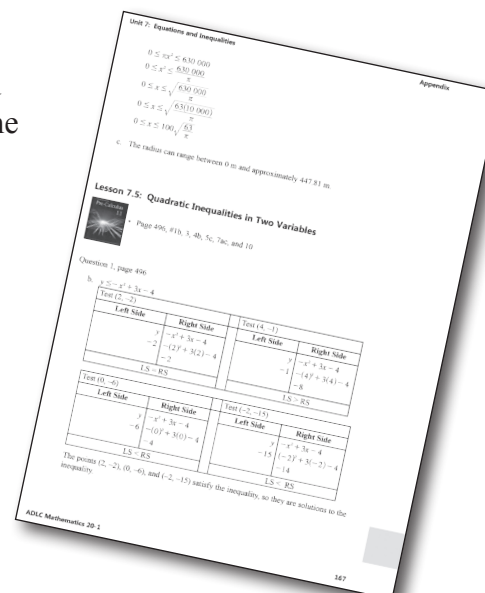 ne
Unit 7: Equations and Inequalities
Appendix
0 ≤ πx² ≤ 630 000
0 ≤ x² ≤ 630 000/π
0 ≤ x ≤ √(630 000/π)
0 ≤ x ≤ √(63(10 000)/π)
0 ≤ x ≤ 100√(63/π)
c. The radius can range between 0 m and approximately 447.81 m.
Lesson 7.5: Quadratic Inequalities in Two Variables
Pre-Calculus 11
• Page 496, #1b, 3, 4b, 5c, 7ac, and 10
Question 1, page 496
b. y ≤ –x² + 3x – 4
Test (2, –2)
Left Side Right Side
y –x² + 3x – 4
–2 –(2)² + 3(2) – 4
–2
LS = RS
Test (4, –1)
Left Side Right Side
y –x² + 3x – 4
–1 –(4)² + 3(4) – 4
–8
LS > RS
Test (0, –6)
Left Side Right Side
y –x² + 3x – 4
–6 –(0)² + 3(0) – 4
–4
LS < RS
Test (–2, –15)
Left Side Right Side
y –x² + 3x – 4
–15 –(–2)² + 3(–2) – 4
–14
LS < RS
The points (2, –2), (0, –6), and (–2, –15) satisfy the inequality, so they are solutions to the
inequality.
ADLC Mathematics 20-1
167